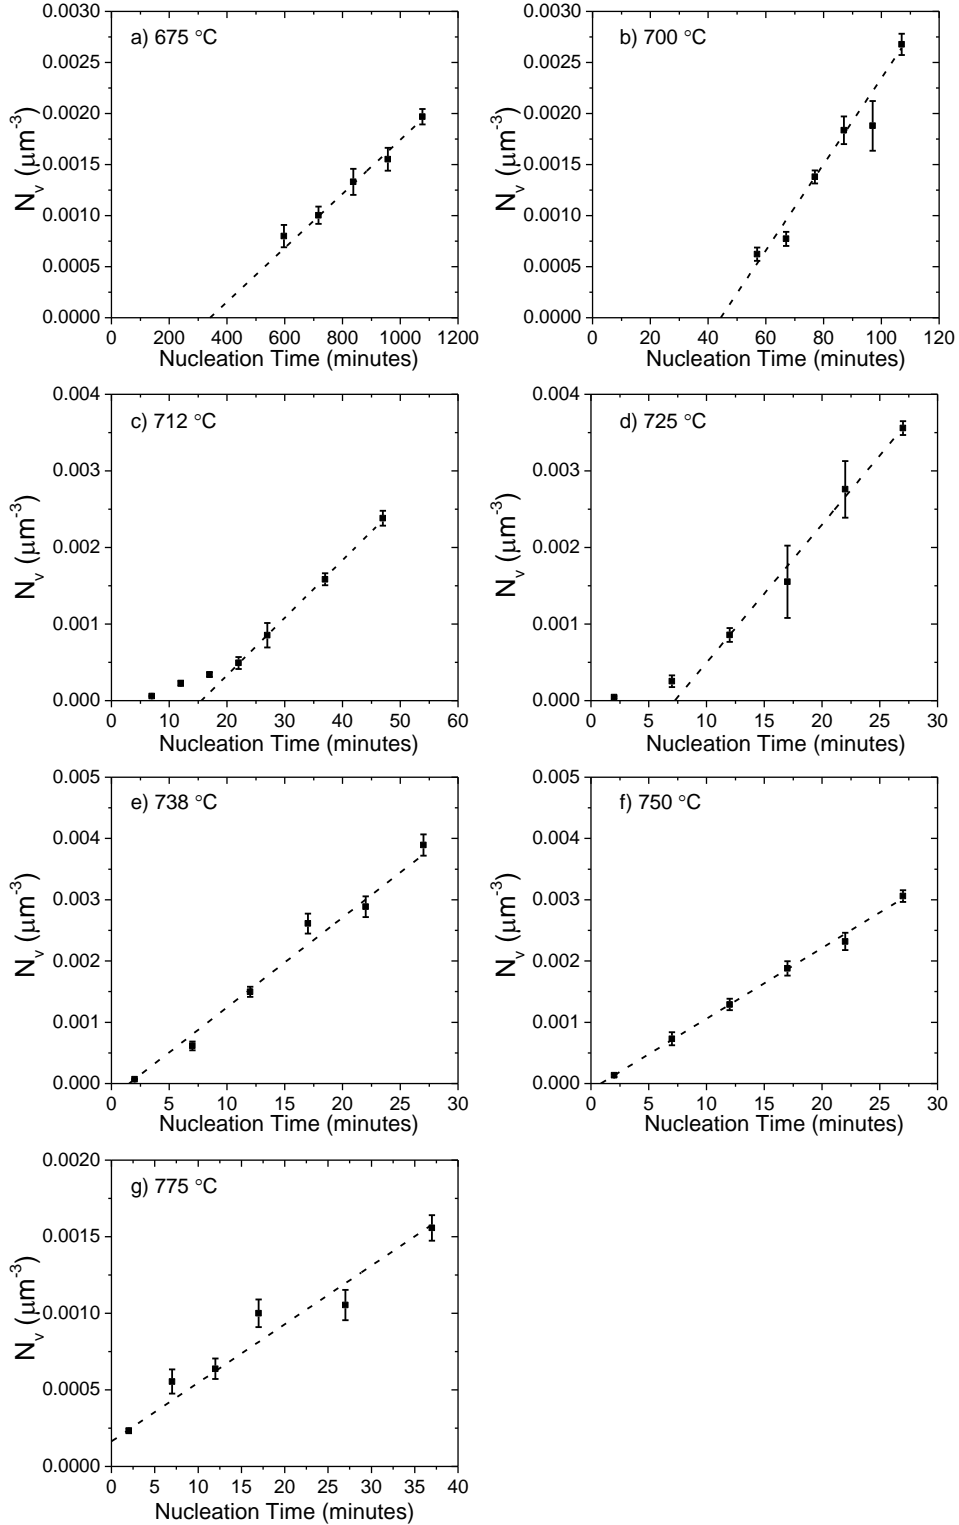 0.0030
0.0025
0.0020
0.0015
0.0010
0.0005
0.0000
a) 675 °C
Nᵥ (μm⁻³)
0 200 400 600 800 1000 1200
Nucleation Time (minutes)
0.0030
0.0025
0.0020
0.0015
0.0010
0.0005
0.0000
b) 700 °C
Nᵥ (μm⁻³)
0 20 40 60 80 100 120
Nucleation Time (minutes)
0.004
0.003
0.002
0.001
0.000
c) 712 °C
Nᵥ (μm⁻³)
0 10 20 30 40 50 60
Nucleation Time (minutes)
0.004
0.003
0.002
0.001
0.000
d) 725 °C
Nᵥ (μm⁻³)
0 5 10 15 20 25 30
Nucleation Time (minutes)
0.005
0.004
0.003
0.002
0.001
0.000
e) 738 °C
Nᵥ (μm⁻³)
0 5 10 15 20 25 30
Nucleation Time (minutes)
0.005
0.004
0.003
0.002
0.001
0.000
f) 750 °C
Nᵥ (μm⁻³)
0 5 10 15 20 25 30
Nucleation Time (minutes)
0.0020
0.0015
0.0010
0.0005
0.0000
g) 775 °C
Nᵥ (μm⁻³)
0 5 10 15 20 25 30 35 40
Nucleation Time (minutes)